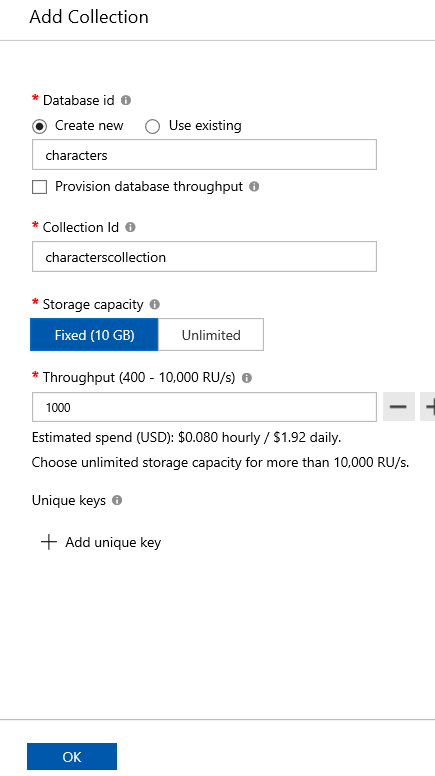 Add Collection
* Database id
Create new Use existing
characters
Provision database throughput
* Collection Id
characterscollection
* Storage capacity
Fixed (10 GB) Unlimited
* Throughput (400 - 10,000 RU/s)
1000
Estimated spend (USD): $0.080 hourly / $1.92 daily.
Choose unlimited storage capacity for more than 10,000 RU/s.
Unique keys
Add unique key
OK